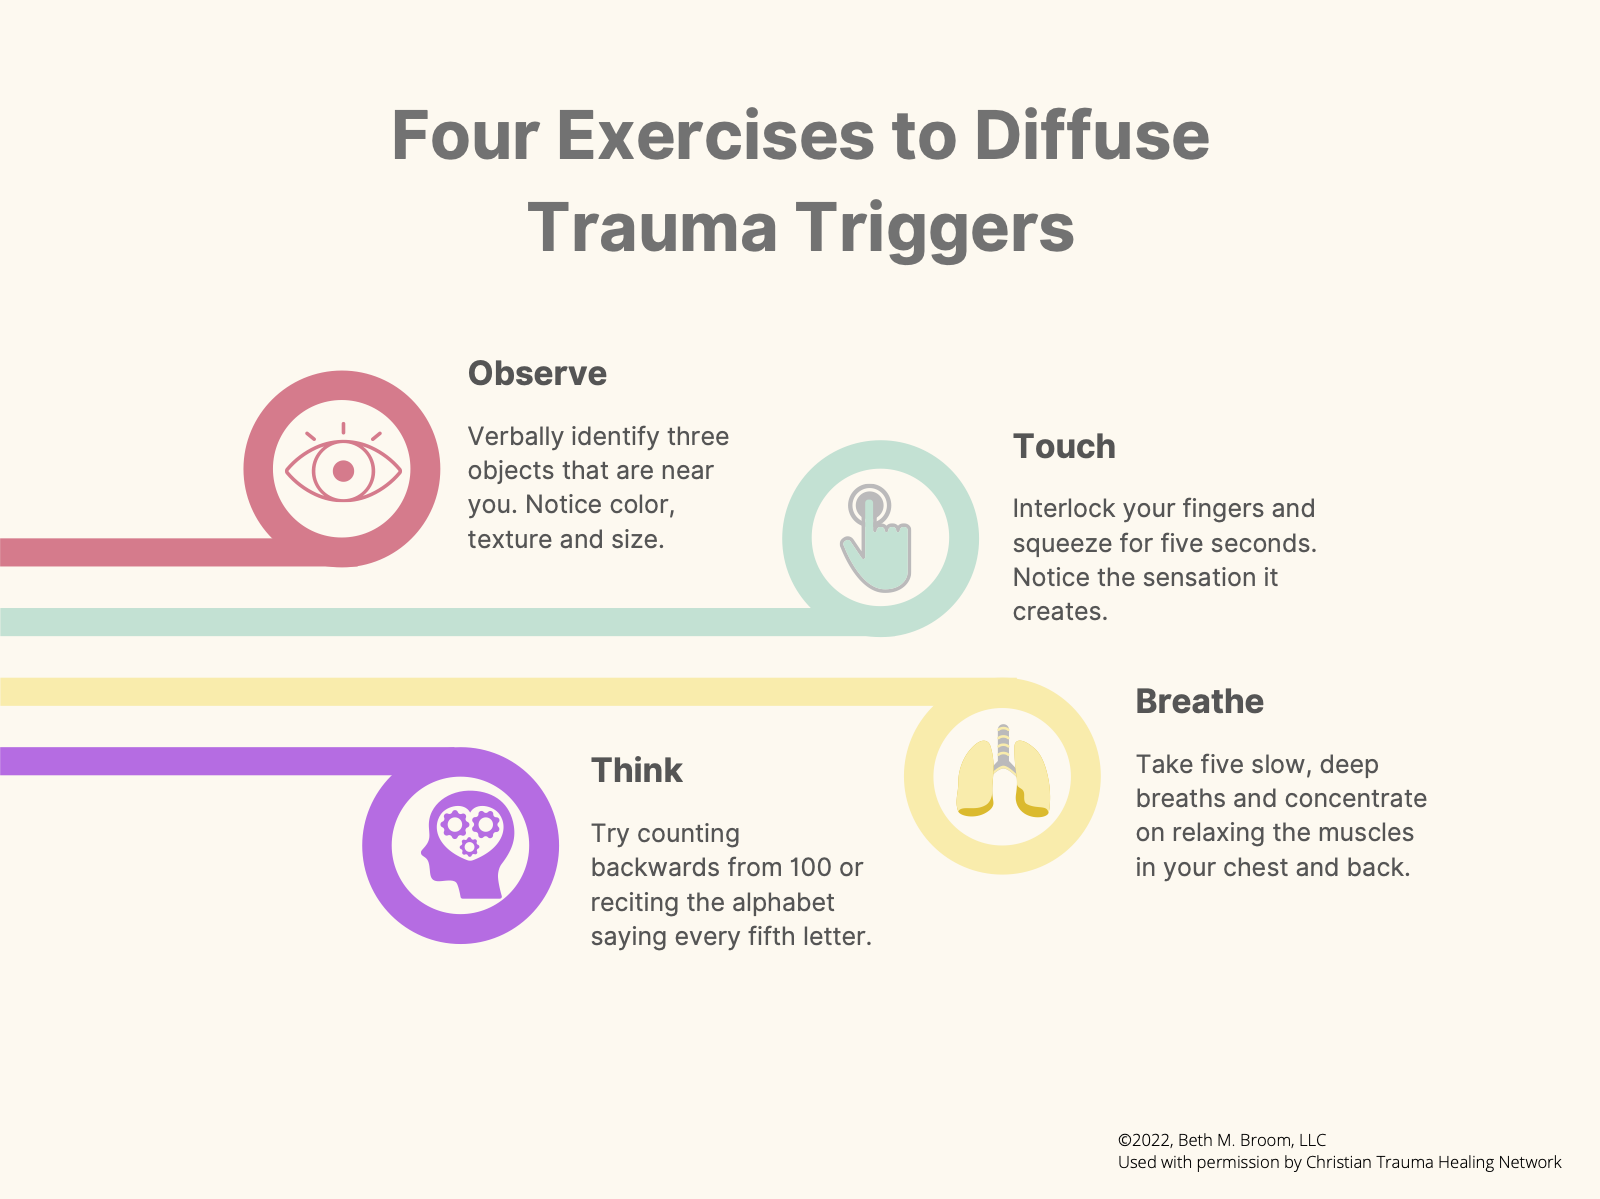 Four Exercises to Diffuse
Trauma Triggers
Observe
Verbally identify three
objects that are near
you. Notice color,
texture and size.
Touch
Interlock your fingers and
squeeze for five seconds.
Notice the sensation it
creates.
Breathe
Take five slow, deep
breaths and concentrate
on relaxing the muscles
in your chest and back.
Think
Try counting
backwards from 100 or
reciting the alphabet
saying every fifth letter.
©2022, Beth M. Broom, LLC
Used with permission by Christian Trauma Healing Network